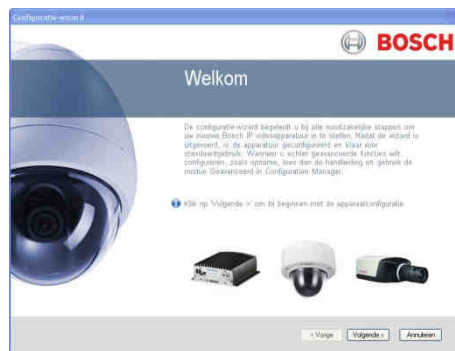 Configuratie-wizard
BOSCH
Welkom
De configuratie-wizard begeleidt u bij alle noodzakelijke stappen om
uw nieuwe Bosch IP videoapparatuur in te stellen. Nadat de wizard is
uitgevoerd, is de apparatuur geconfigureerd en klaar voor
standaardgebruik. Wanneer u echter geavanceerde functies wilt
configureren, zoals opname, lees dan de handleiding en gebruik de
modus Geavanceerd in Configuration Manager.
Klik op 'Volgende >' om te beginnen met de apparaatconfiguratie.
< Vorige
Volgende >
Annuleren